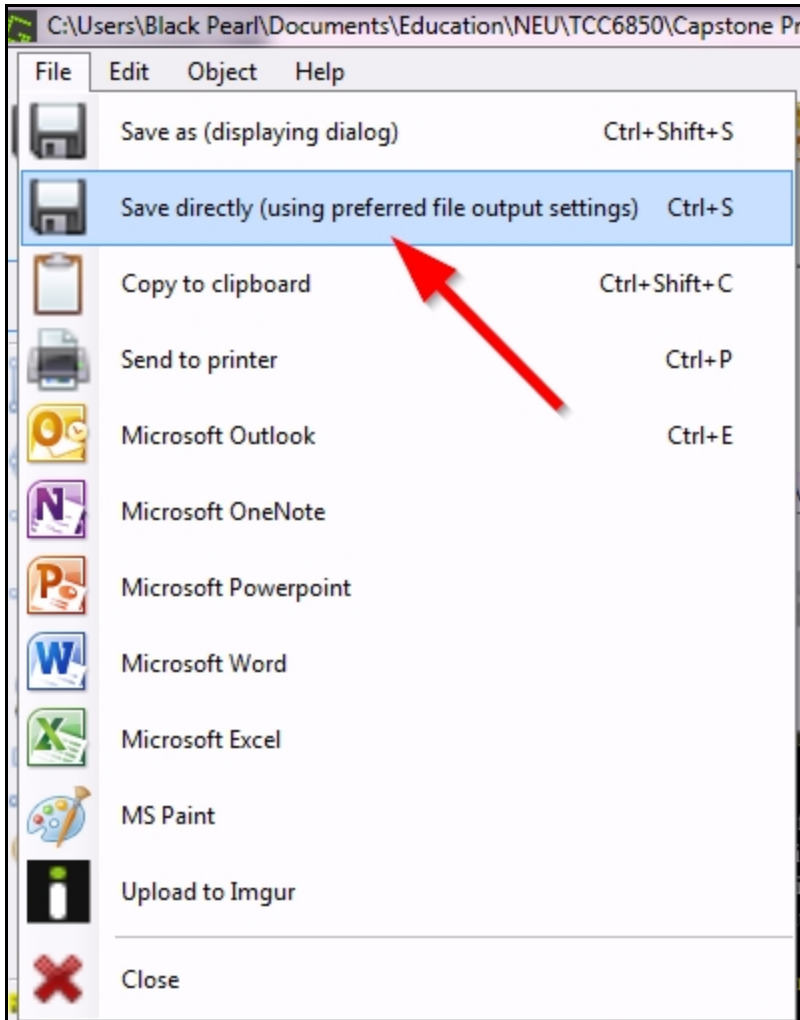 C:\Users\Black Pearl\Documents\Education\NEU\TCC6850\Capstone Pr
File Edit Object Help
Save as (displaying dialog) Ctrl+Shift+S
Save directly (using preferred file output settings) Ctrl+S
Copy to clipboard Ctrl+Shift+C
Send to printer Ctrl+P
Microsoft Outlook Ctrl+E
Microsoft OneNote
Microsoft Powerpoint
Microsoft Word
Microsoft Excel
MS Paint
Upload to Imgur
Close